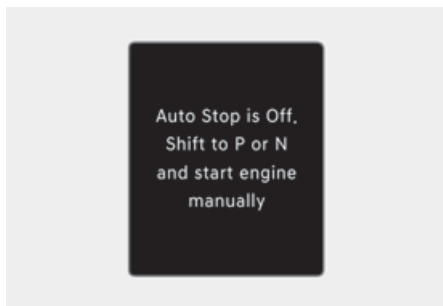 Auto Stop is Off.
Shift to P or N
and start engine
manually